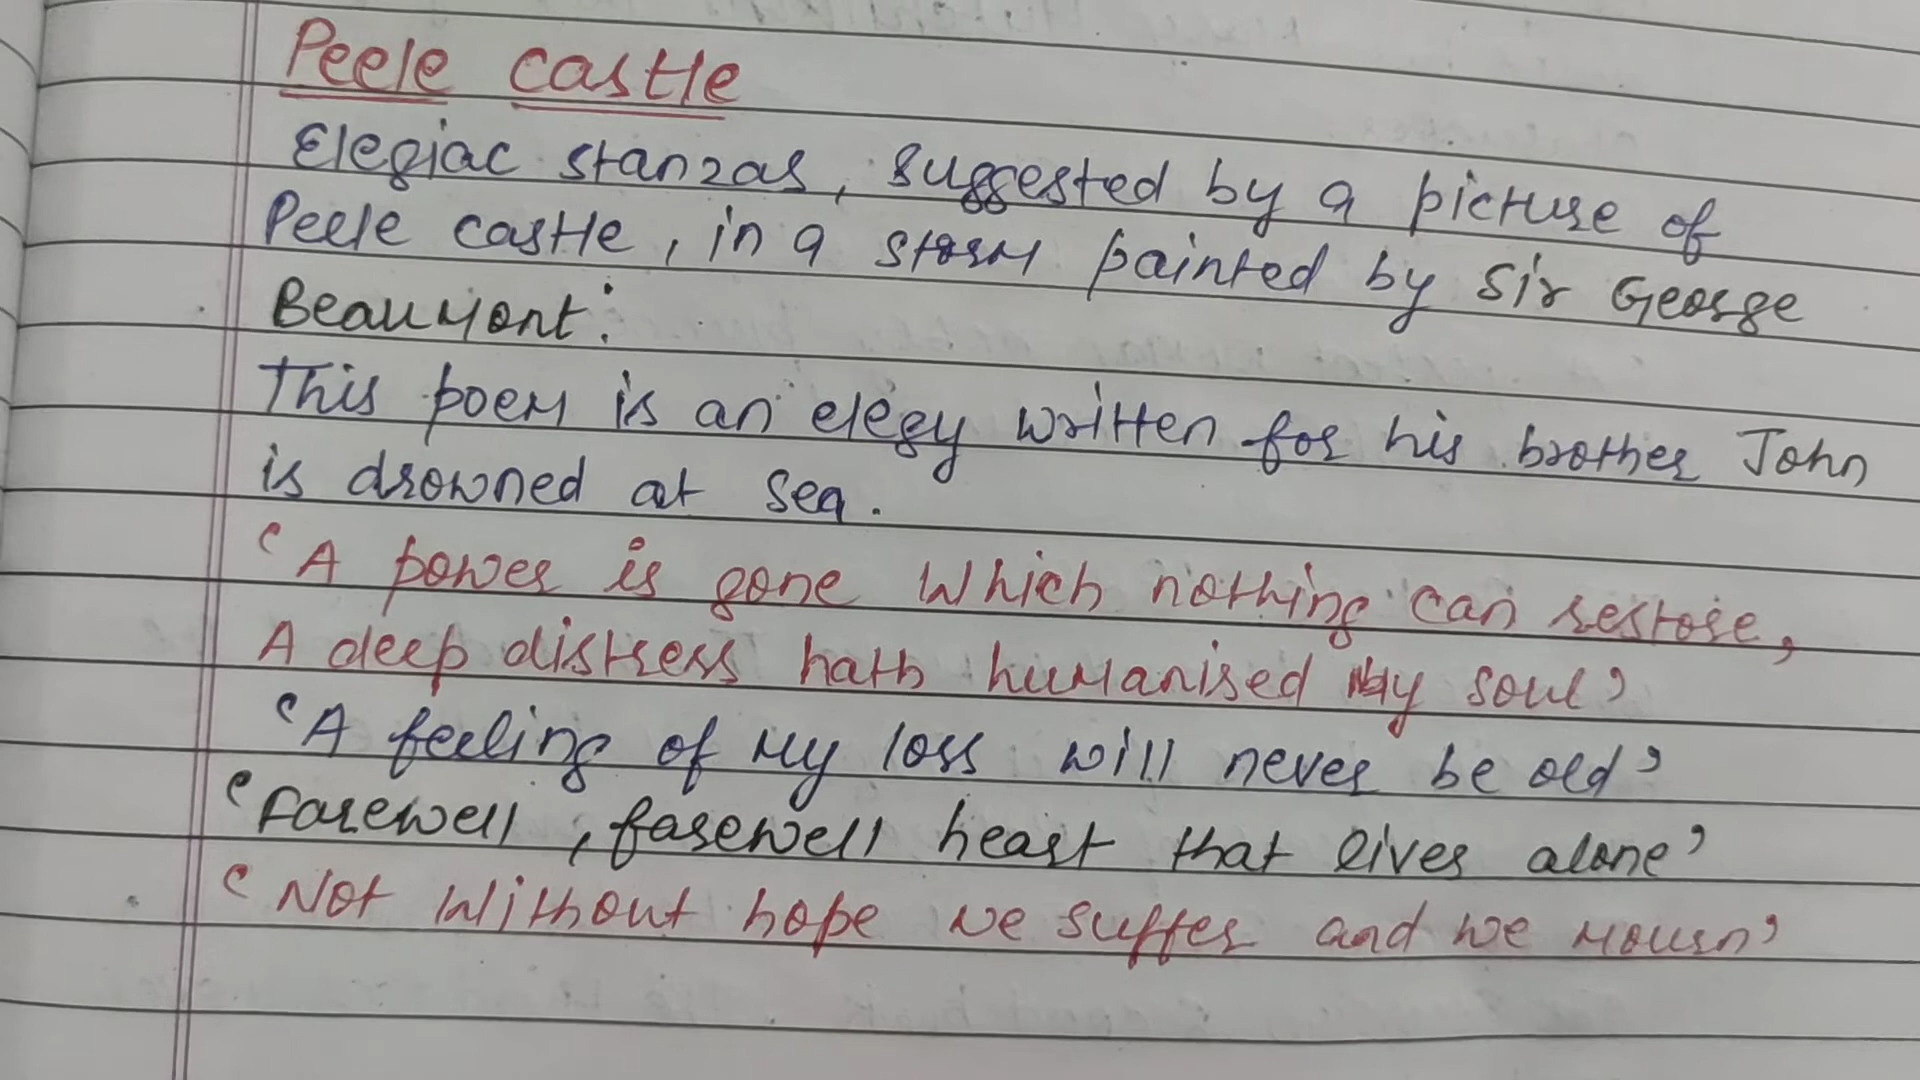 Peele castle
Elegiac stanzas, suggested by a picture of
Peele castle, in a storm painted by Sir George
Beaumont:
This poem is an elegy written for his brother John
is drowned at sea.
'A power is gone which nothing can restore,
A deep distress hath humanised my soul'
'A feeling of my loss will never be old'
'Farewell, farewell heart that lives alone'
'Not without hope we suffer and we mourn'